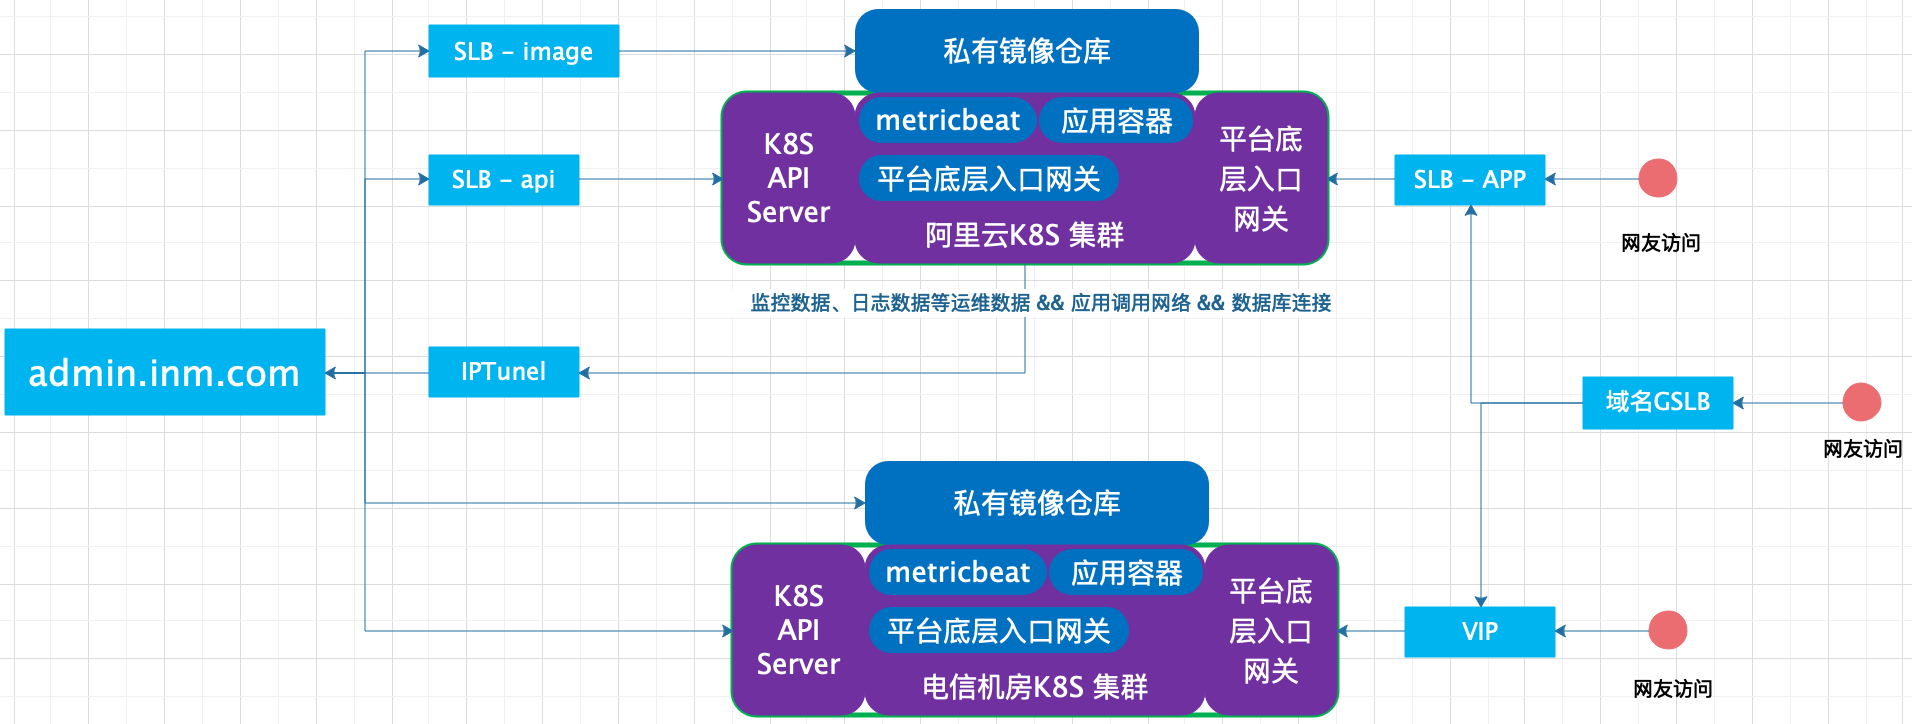 SLB – image
私有镜像仓库
K8S
API
Server
metricbeat
应用容器
平台底层入口网关
阿里云K8S 集群
平台底
层入口
网关
SLB – api
SLB – APP
网友访问
监控数据、日志数据等运维数据 && 应用调用网络 && 数据库连接
admin.inm.com
IPTunel
域名GSLB
网友访问
私有镜像仓库
K8S
API
Server
metricbeat
应用容器
平台底层入口网关
电信机房K8S 集群
平台底
层入口
网关
VIP
网友访问